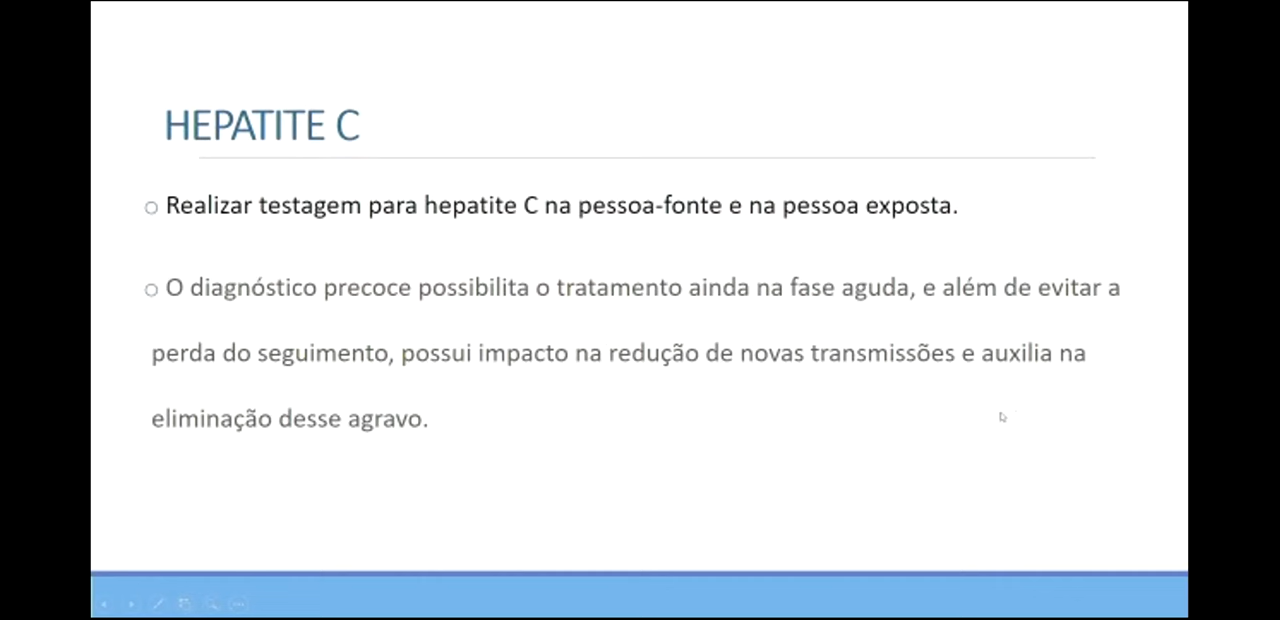 HEPATITE C
Realizar testagem para hepatite C na pessoa-fonte e na pessoa exposta.
O diagnóstico precoce possibilita o tratamento ainda na fase aguda, e além de evitar a
perda do seguimento, possui impacto na redução de novas transmissões e auxilia na
eliminação desse agravo.